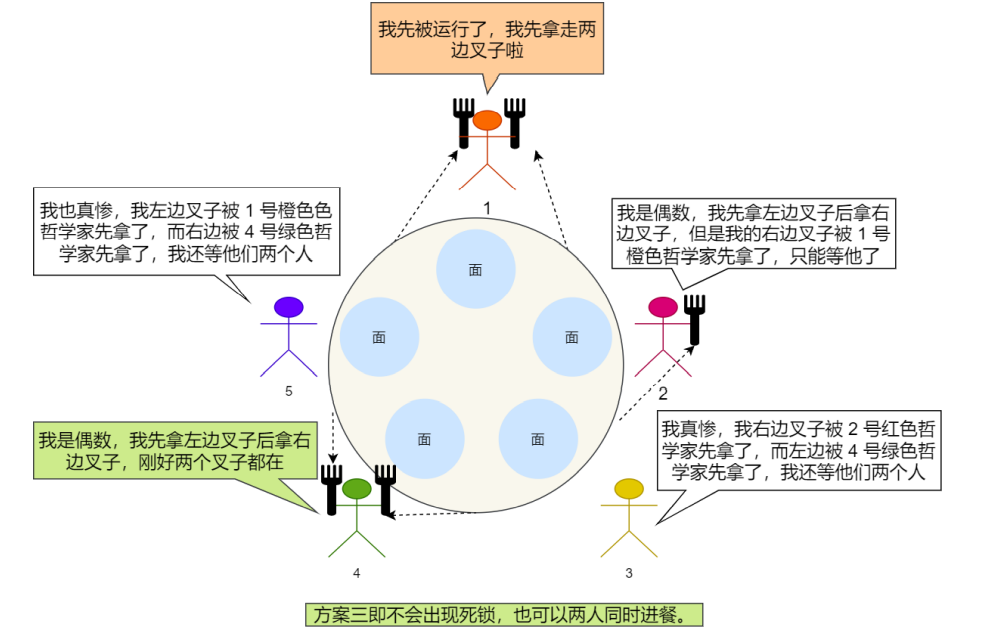 我先被运行了，我先拿走两
边叉子啦
1
我也真惨，我左边叉子被 1 号橙色色
哲学家先拿了，而右边被 4 号绿色哲
学家先拿了，我还等他们两个人
我是偶数，我先拿左边叉子后拿右
边叉子，但是我的右边叉子被 1 号
橙色哲学家先拿了，只能等他了
面
面
面
5
2
我是偶数，我先拿左边叉子后拿右
边叉子，刚好两个叉子都在
面
面
我真惨，我右边叉子被 2 号红色哲
学家先拿了，而左边被 4 号绿色哲
学家先拿了，我还等他们两个人
4
3
方案三即不会出现死锁，也可以两人同时进餐。